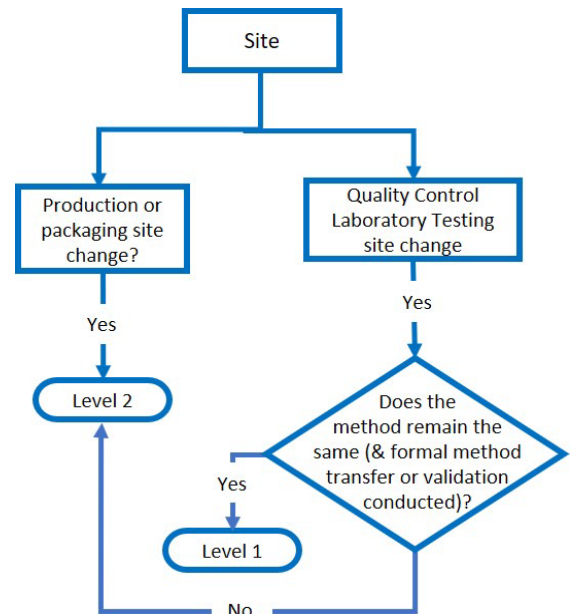 Site
Production or
packaging site
change?
Quality Control
Laboratory Testing
site change
Yes
Yes
Level 2
Does the
method remain the
same (& formal method
transfer or validation
conducted)?
Yes
Level 1
No